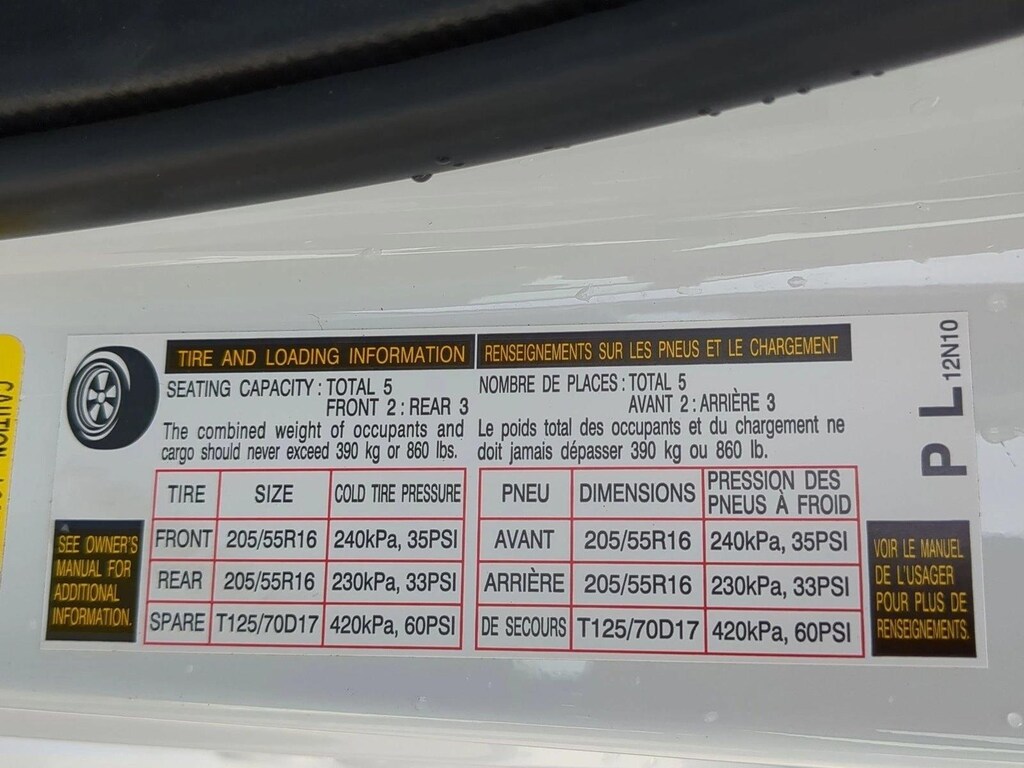 TIRE AND LOADING INFORMATION
SEATING CAPACITY : TOTAL 5
FRONT 2 : REAR 3
The combined weight of occupants and
cargo should never exceed 390 kg or 860 lbs.
TIRE SIZE COLD TIRE PRESSURE
FRONT 205/55R16 240kPa, 35PSI
REAR 205/55R16 230kPa, 33PSI
SPARE T125/70D17 420kPa, 60PSI
SEE OWNER'S
MANUAL FOR
ADDITIONAL
INFORMATION.
RENSEIGNEMENTS SUR LES PNEUS ET LE CHARGEMENT
NOMBRE DE PLACES : TOTAL 5
AVANT 2 : ARRIÈRE 3
Le poids total des occupants et du chargement ne
doit jamais dépasser 390 kg ou 860 lb.
PNEU DIMENSIONS PRESSION DES
PNEUS À FROID
AVANT 205/55R16 240kPa, 35PSI
ARRIÈRE 205/55R16 230kPa, 33PSI
DE SECOURS T125/70D17 420kPa, 60PSI
VOIR LE MANUEL
DE L'USAGER
POUR PLUS DE
RENSEIGNEMENTS.
P L12N10
CAUTION